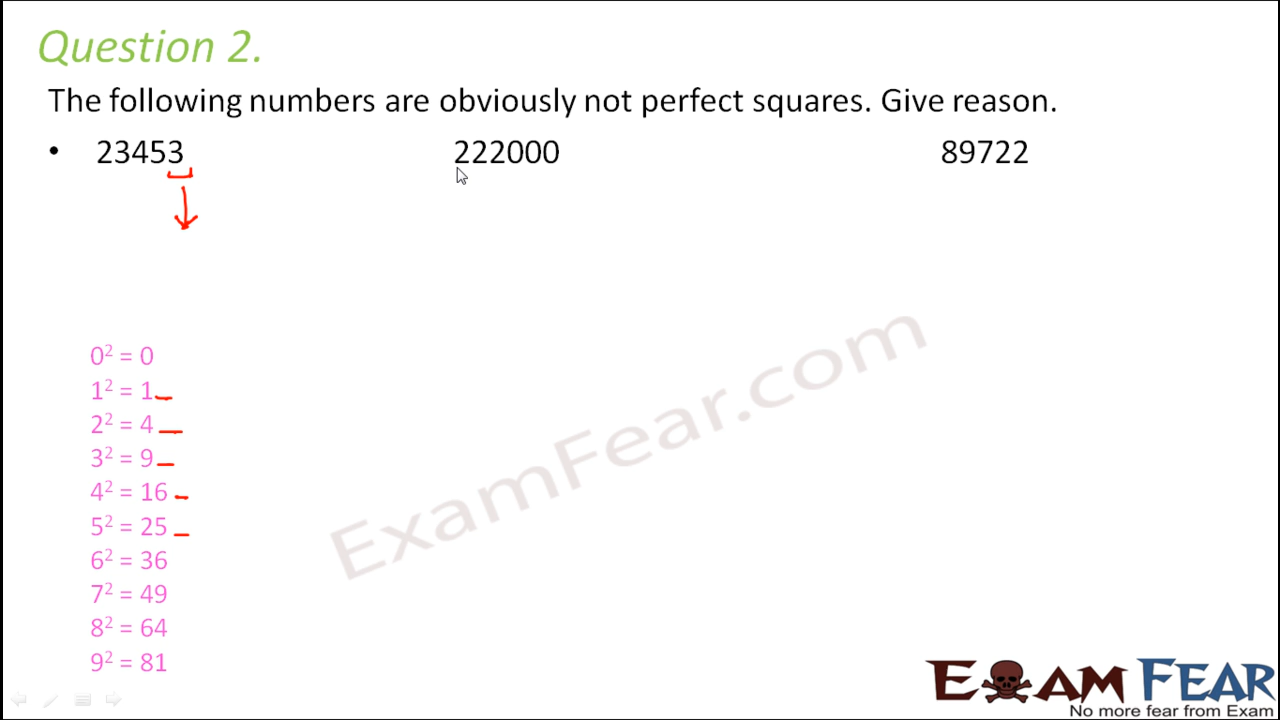 Question 2.
The following numbers are obviously not perfect squares. Give reason.
• 23453 222000 89722
0² = 0
1² = 1
2² = 4
3² = 9
4² = 16
5² = 25
6² = 36
7² = 49
8² = 64
9² = 81
ExamFear.com
EXAM FEAR
No more fear from Exam